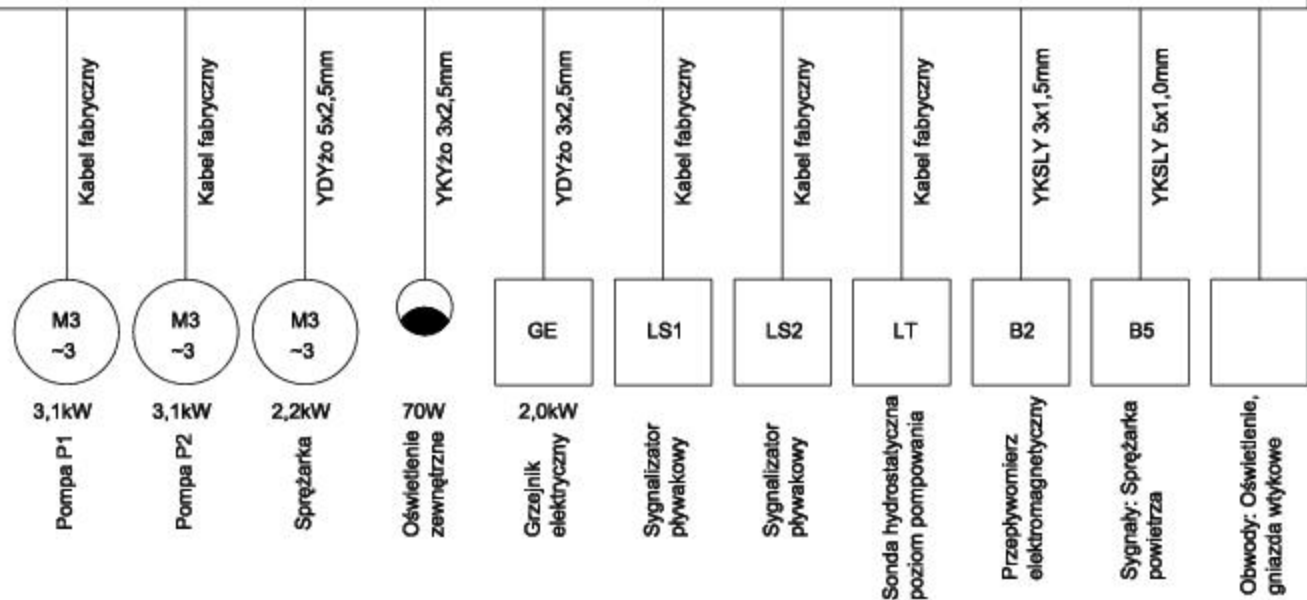 Kabel fabryczny
Kabel fabryczny
YDYżo 5x2,5mm
YKYżo 3x2,5mm
YDYżo 3x2,5mm
Kabel fabryczny
Kabel fabryczny
Kabel fabryczny
YKSLY 3x1,5mm
YKSLY 5x1,0mm
M3
~3
M3
~3
M3
~3
GE
LS1
LS2
LT
B2
B5
3,1kW
3,1kW
2,2kW
70W
2,0kW
Pompa P1
Pompa P2
Sprężarka
Oświetlenie
zewnętrzne
Grzejnik
elektryczny
Sygnalizator
pływakowy
Sygnalizator
pływakowy
Sonda hydrostatyczna
poziom pompowania
Przepływomierz
elektromagnetyczny
Sygnały: Sprężarka
powietrza
Obwody: Oświetlenie,
gniazda wtykowe